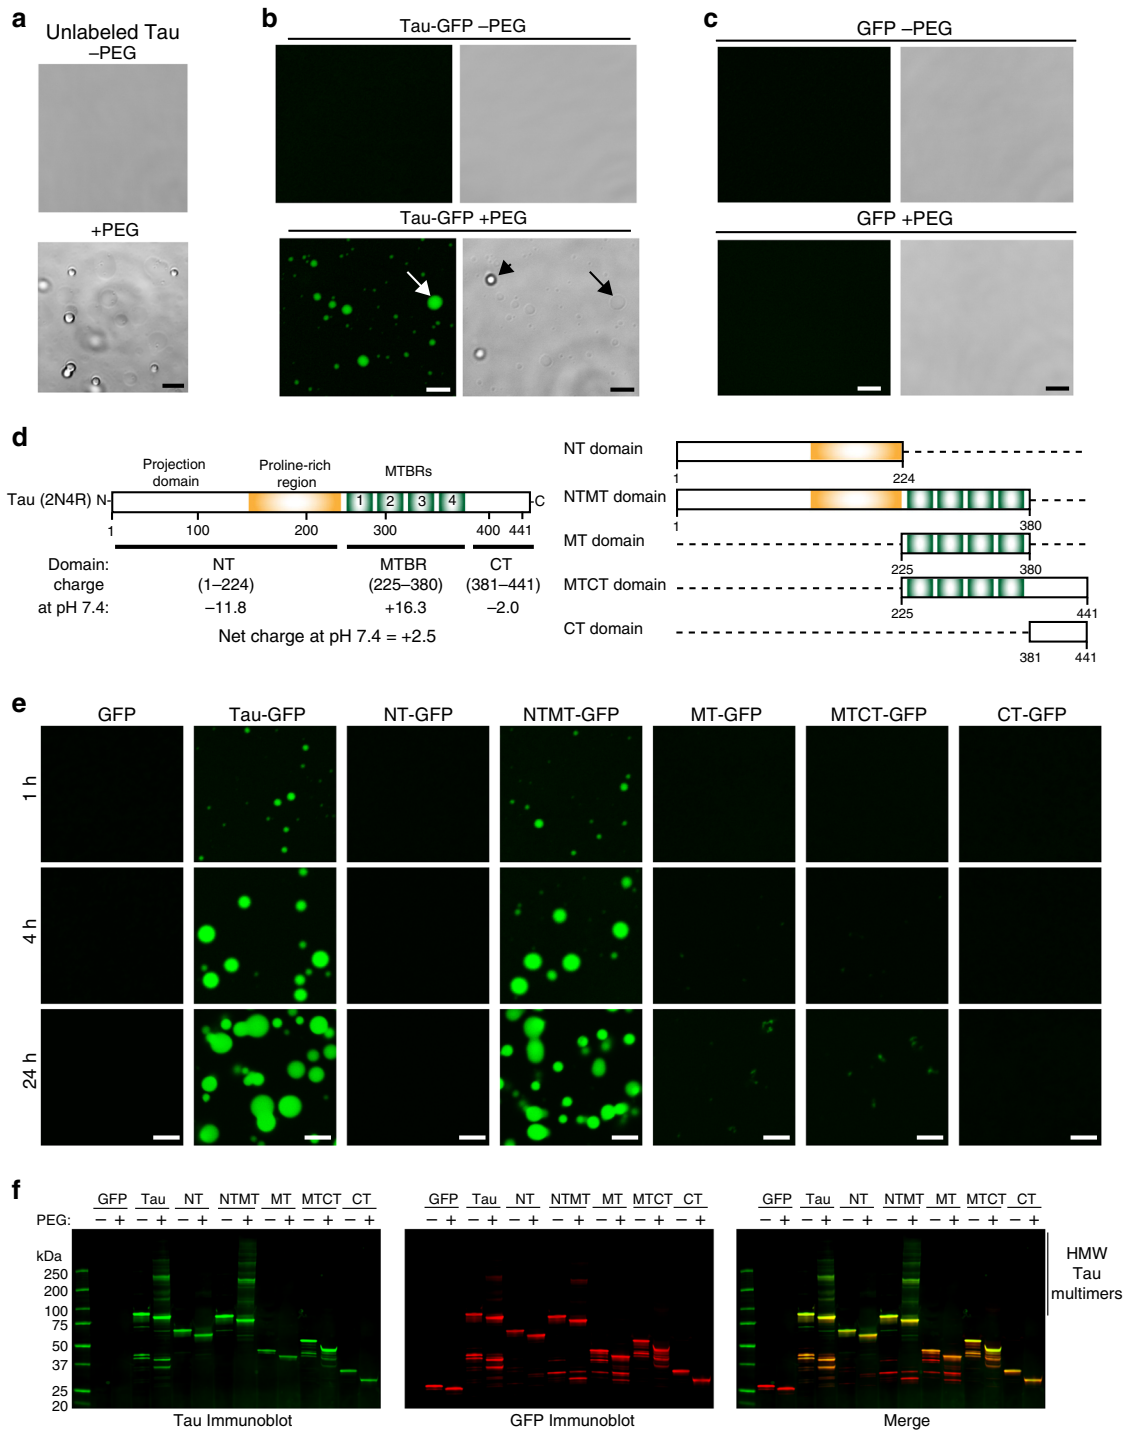 a
Unlabeled Tau
–PEG
+PEG
b
Tau-GFP –PEG
Tau-GFP +PEG
c
GFP –PEG
GFP +PEG
d
Projection
domain
Proline-rich
region
MTBRs
Tau (2N4R) N-
1 2 3 4
-C
1 100 200 300 400 441
Domain: NT MTBR CT
charge (1–224) (225–380) (381–441)
at pH 7.4: –11.8 +16.3 –2.0
Net charge at pH 7.4 = +2.5
NT domain
1 224
NTMT domain
1 380
MT domain
225 380
MTCT domain
225 441
CT domain
381 441
e
GFP Tau-GFP NT-GFP NTMT-GFP MT-GFP MTCT-GFP CT-GFP
1 h
4 h
24 h
f
GFP Tau NT NTMT MT MTCT CT
PEG: – + – + – + – + – + – + – +
kDa
250
200
100
75
50
37
25
20
Tau Immunoblot
GFP Tau NT NTMT MT MTCT CT
– + – + – + – + – + – + – +
GFP Immunoblot
GFP Tau NT NTMT MT MTCT CT
– + – + – + – + – + – + – +
HMW
Tau
multimers
Merge